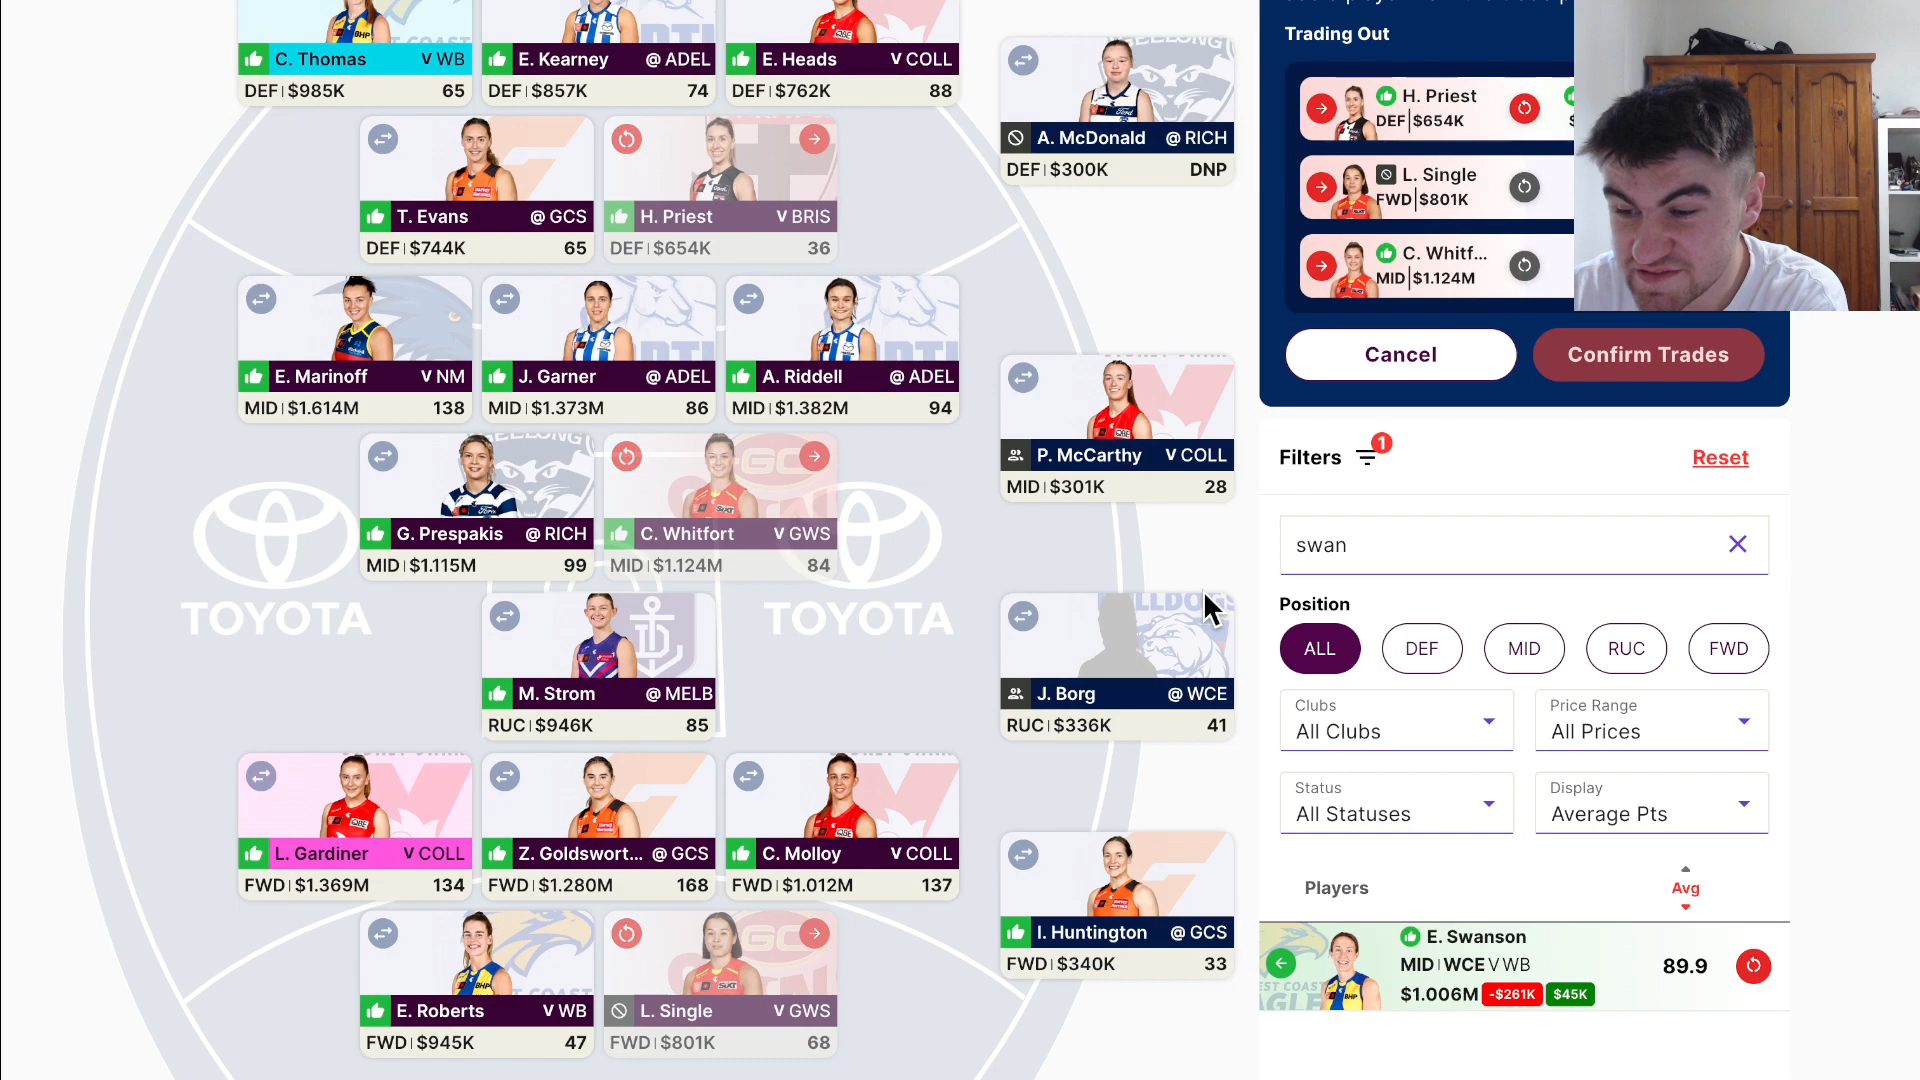 C. Thomas V WB
DEF $985K 65
E. Kearney @ ADEL
DEF $857K 74
E. Heads V COLL
DEF $762K 88
T. Evans @ GCS
DEF $744K 65
H. Priest V BRIS
DEF $654K 36
E. Marinoff V NM
MID $1.614M 138
J. Garner @ ADEL
MID $1.373M 86
A. Riddell @ ADEL
MID $1.382M 94
G. Prespakis @ RICH
MID $1.115M 99
C. Whitfort V GWS
MID $1.124M 84
TOYOTA
TOYOTA
M. Strom @ MELB
RUC $946K 85
L. Gardiner V COLL
FWD $1.369M 134
Z. Goldswort... @ GCS
FWD $1.280M 168
C. Molloy V COLL
FWD $1.012M 137
E. Roberts V WB
FWD $945K 47
L. Single V GWS
FWD $801K 68
A. McDonald @ RICH
DEF $300K DNP
P. McCarthy V COLL
MID $301K 28
J. Borg @ WCE
RUC $336K 41
I. Huntington @ GCS
FWD $340K 33
Trading Out
H. Priest
DEF $654K
L. Single
FWD $801K
C. Whitf...
MID $1.124M
Cancel
Confirm Trades
Filters 1
Reset
swan
Position
ALL DEF MID RUC FWD
Clubs
All Clubs
Price Range
All Prices
Status
All Statuses
Display
Average Pts
Players
Avg
E. Swanson
MID WCE V WB
89.9
$1.006M -$261K $45K